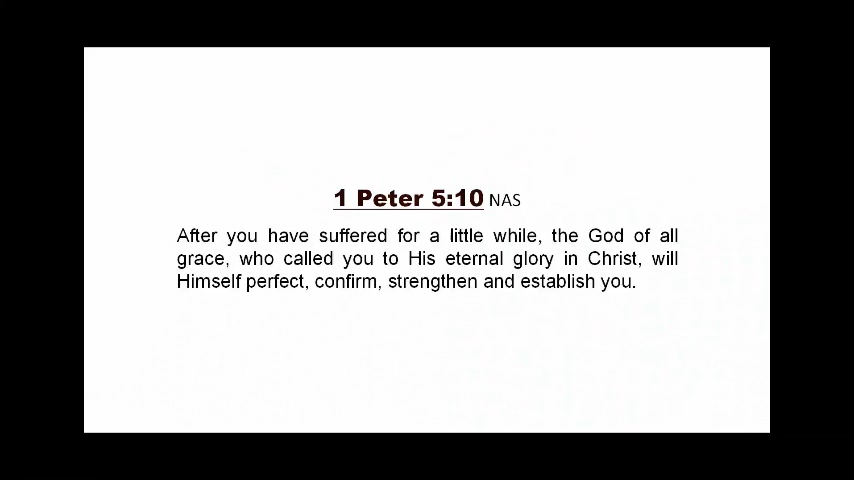 1 Peter 5:10 NAS
After you have suffered for a little while, the God of all
grace, who called you to His eternal glory in Christ, will
Himself perfect, confirm, strengthen and establish you.